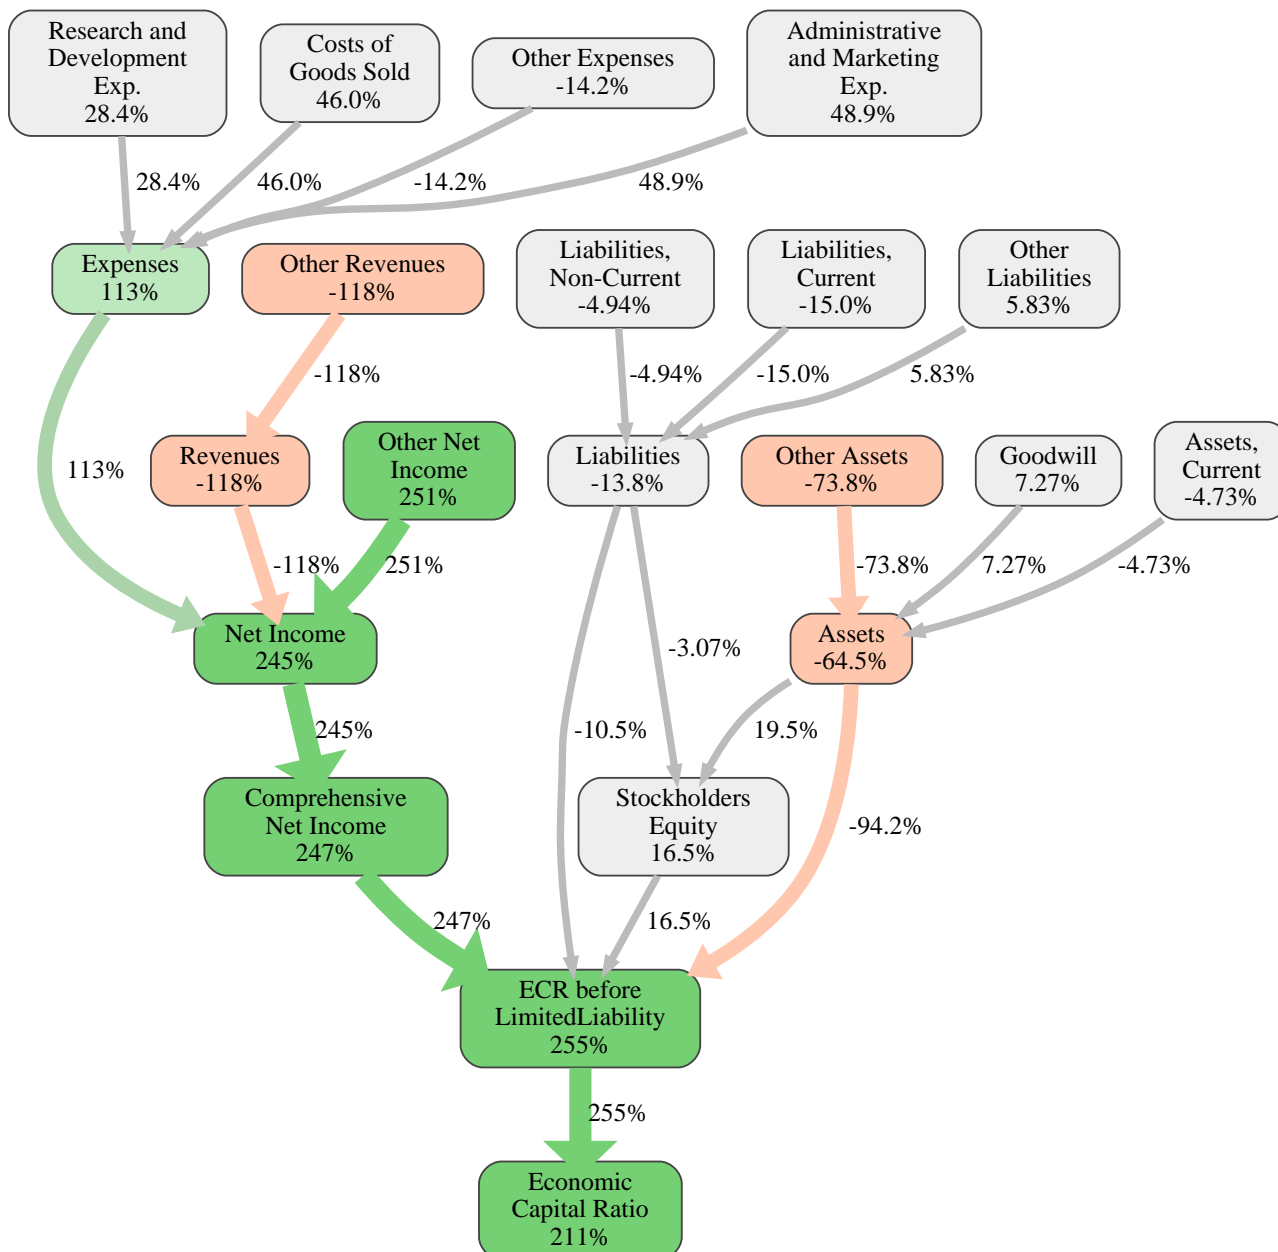 Research and
Development
Exp.
28.4%
Costs of
Goods Sold
46.0%
Other Expenses
-14.2%
Administrative
and Marketing
Exp.
48.9%
28.4%
46.0%
-14.2%
48.9%
Expenses
113%
Other Revenues
-118%
Liabilities,
Non-Current
-4.94%
Liabilities,
Current
-15.0%
Other
Liabilities
5.83%
-118%
-4.94%
-15.0%
5.83%
113%
Revenues
-118%
Other Net
Income
251%
Liabilities
-13.8%
Other Assets
-73.8%
Goodwill
7.27%
Assets,
Current
-4.73%
-118%
251%
-73.8%
7.27%
-4.73%
Net Income
245%
-3.07%
Assets
-64.5%
245%
-10.5%
19.5%
Comprehensive
Net Income
247%
Stockholders
Equity
16.5%
-94.2%
247%
16.5%
ECR before
LimitedLiability
255%
255%
Economic
Capital Ratio
211%